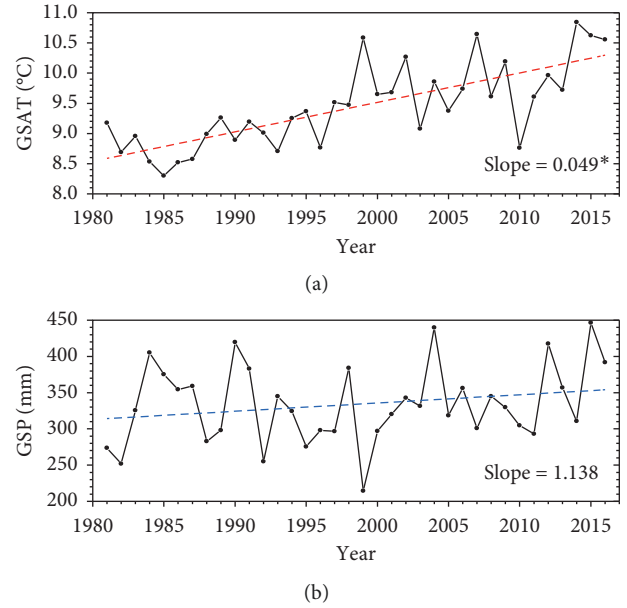 11.0
10.5
10.0
9.5
9.0
8.5
8.0
GSAT (°C)
Slope = 0.049*
1980 1985 1990 1995 2000 2005 2010 2015
Year
(a)
450
400
350
300
250
200
GSP (mm)
Slope = 1.138
1980 1985 1990 1995 2000 2005 2010 2015
Year
(b)